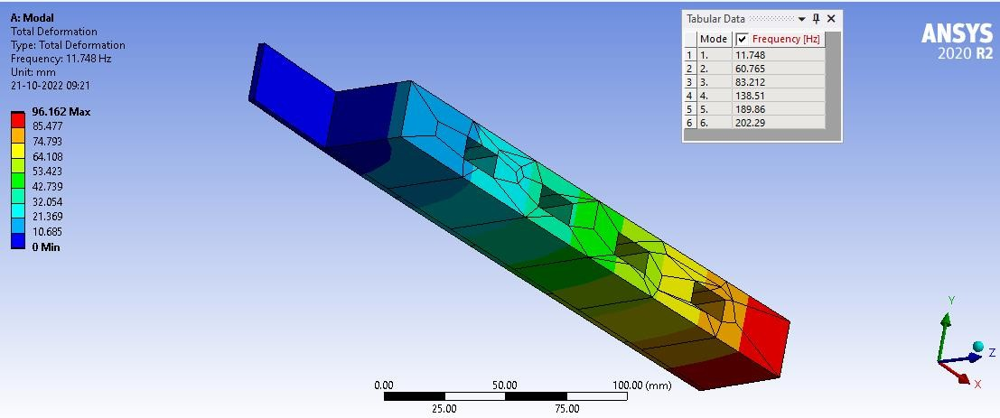 A: Modal
Total Deformation
Type: Total Deformation
Frequency: 11.748 Hz
Unit: mm
21-10-2022 09:21
96.162 Max
85.477
74.793
64.108
53.423
42.739
32.054
21.369
10.685
0 Min
Tabular Data
Mode Frequency [Hz]
1 1. 11.748
2 2. 60.765
3 3. 83.212
4 4. 138.51
5 5. 189.86
6 6. 202.29
ANSYS
2020 R2
0.00 50.00 100.00 (mm)
25.00 75.00
Y
Z
X